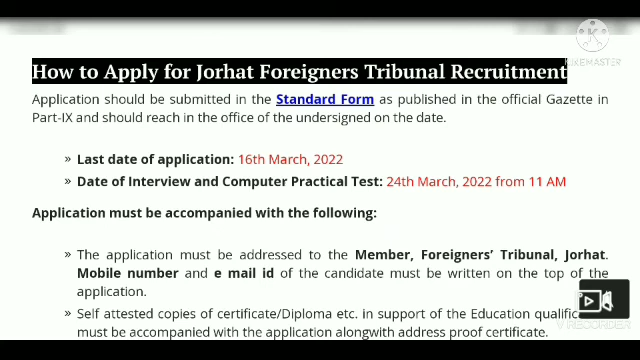 How to Apply for Jorhat Foreigners Tribunal Recruitment
Application should be submitted in the Standard Form as published in the official Gazette in
Part-IX and should reach in the office of the undersigned on the date.
» Last date of application: 16th March, 2022
» Date of Interview and Computer Practical Test: 24th March, 2022 from 11 AM
Application must be accompanied with the following:
» The application must be addressed to the Member, Foreigners' Tribunal, Jorhat.
Mobile number and e mail id of the candidate must be written on the top of the
application.
» Self attested copies of certificate/Diploma etc. in support of the Education
must be accompanied with the application alongwith address proof certificate.
KINEMASTER
V RECORDER